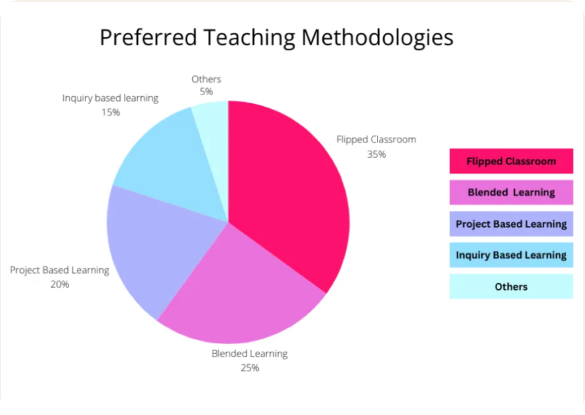 Preferred Teaching Methodologies
Others
5%
Inquiry based learning
15%
Flipped Classroom
35%
Project Based Learning
20%
Blended Learning
25%
Flipped Classroom
Blended Learning
Project Based Learning
Inquiry Based Learning
Others